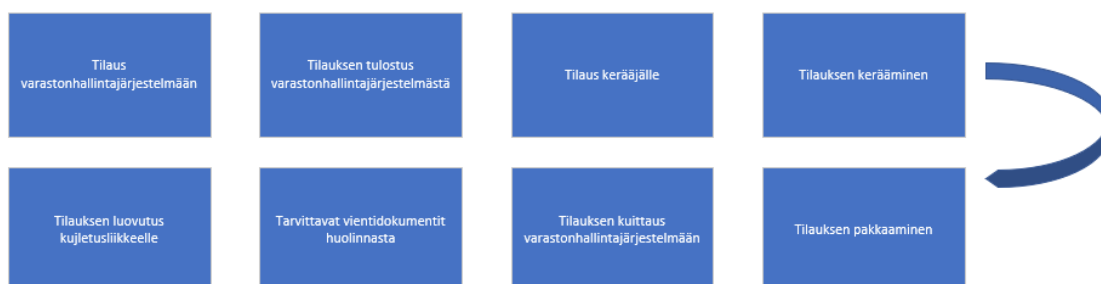 Tilaus
varastonhallintajärjestelmään
Tilauksen tulostus
varastonhallintajärjestelmästä
Tilaus kerääjälle
Tilauksen kerääminen
Tilauksen luovutus
kujletusliikkeelle
Tarvittavat vientidokumentit
huolinnasta
Tilauksen kuittaus
varastonhallintajärjestelmään
Tilauksen pakkaaminen